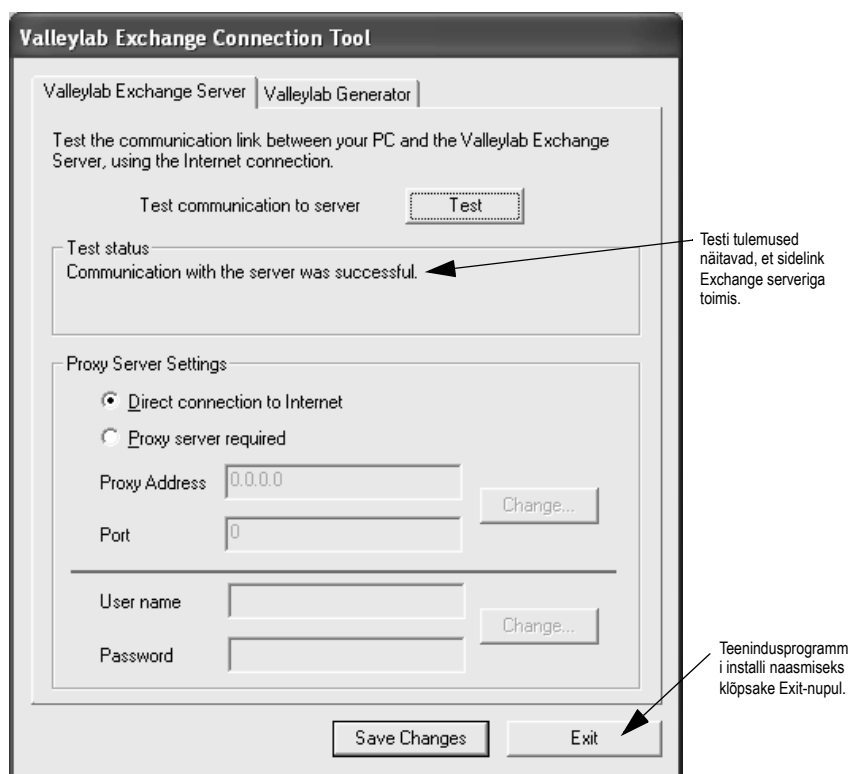 Valleylab Exchange Connection Tool
Valleylab Exchange Server
Valleylab Generator
Test the communication link between your PC and the Valleylab Exchange
Server, using the Internet connection.
Test communication to server
Test
Test status
Communication with the server was successful.
Testi tulemused
näitavad, et sidelink
Exchange serveriga
toimis.
Proxy Server Settings
Direct connection to Internet
Proxy server required
Proxy Address
0.0.0.0
Change...
Port
0
User name
Change...
Password
Teenindusprogramm
i installi naasmiseks
klõpsake Exit-nupul.
Save Changes
Exit